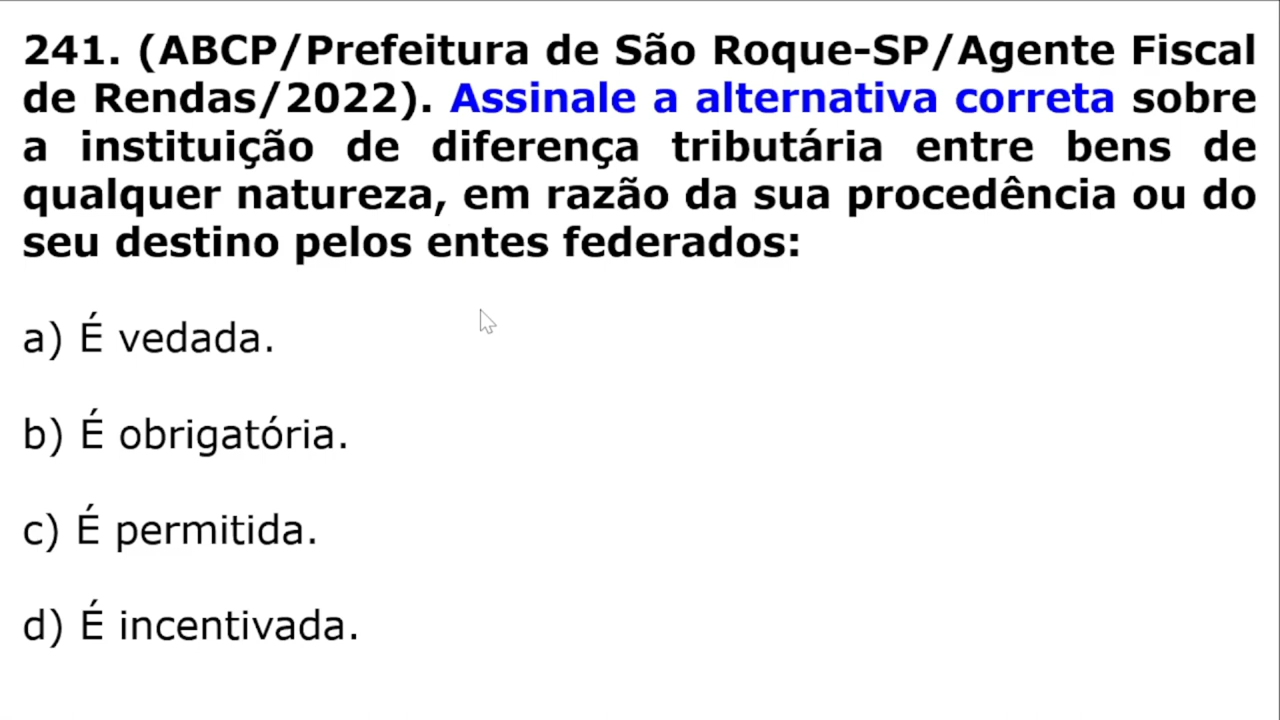 241. (ABCP/Prefeitura de São Roque-SP/Agente Fiscal
de Rendas/2022). Assinale a alternativa correta sobre
a instituição de diferença tributária entre bens de
qualquer natureza, em razão da sua procedência ou do
seu destino pelos entes federados:
a) É vedada.
b) É obrigatória.
c) É permitida.
d) É incentivada.